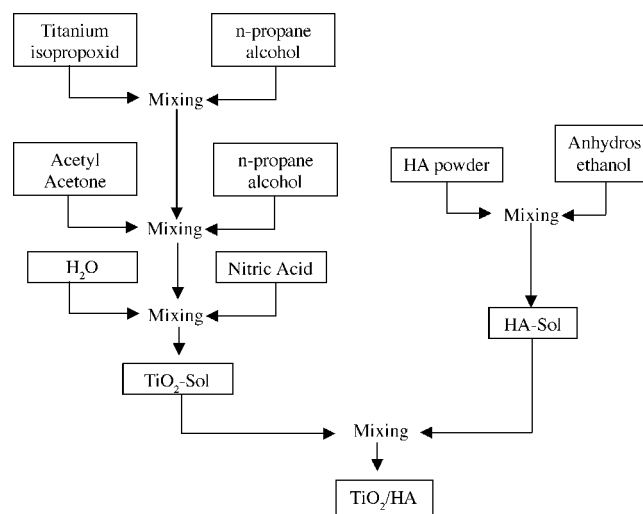 Titanium
isopropoxid
n-propane
alcohol
Mixing
Acetyl
Acetone
n-propane
alcohol
Mixing
H₂O
Nitric Acid
Mixing
TiO₂-Sol
HA powder
Anhydros
ethanol
Mixing
HA-Sol
Mixing
TiO₂/HA